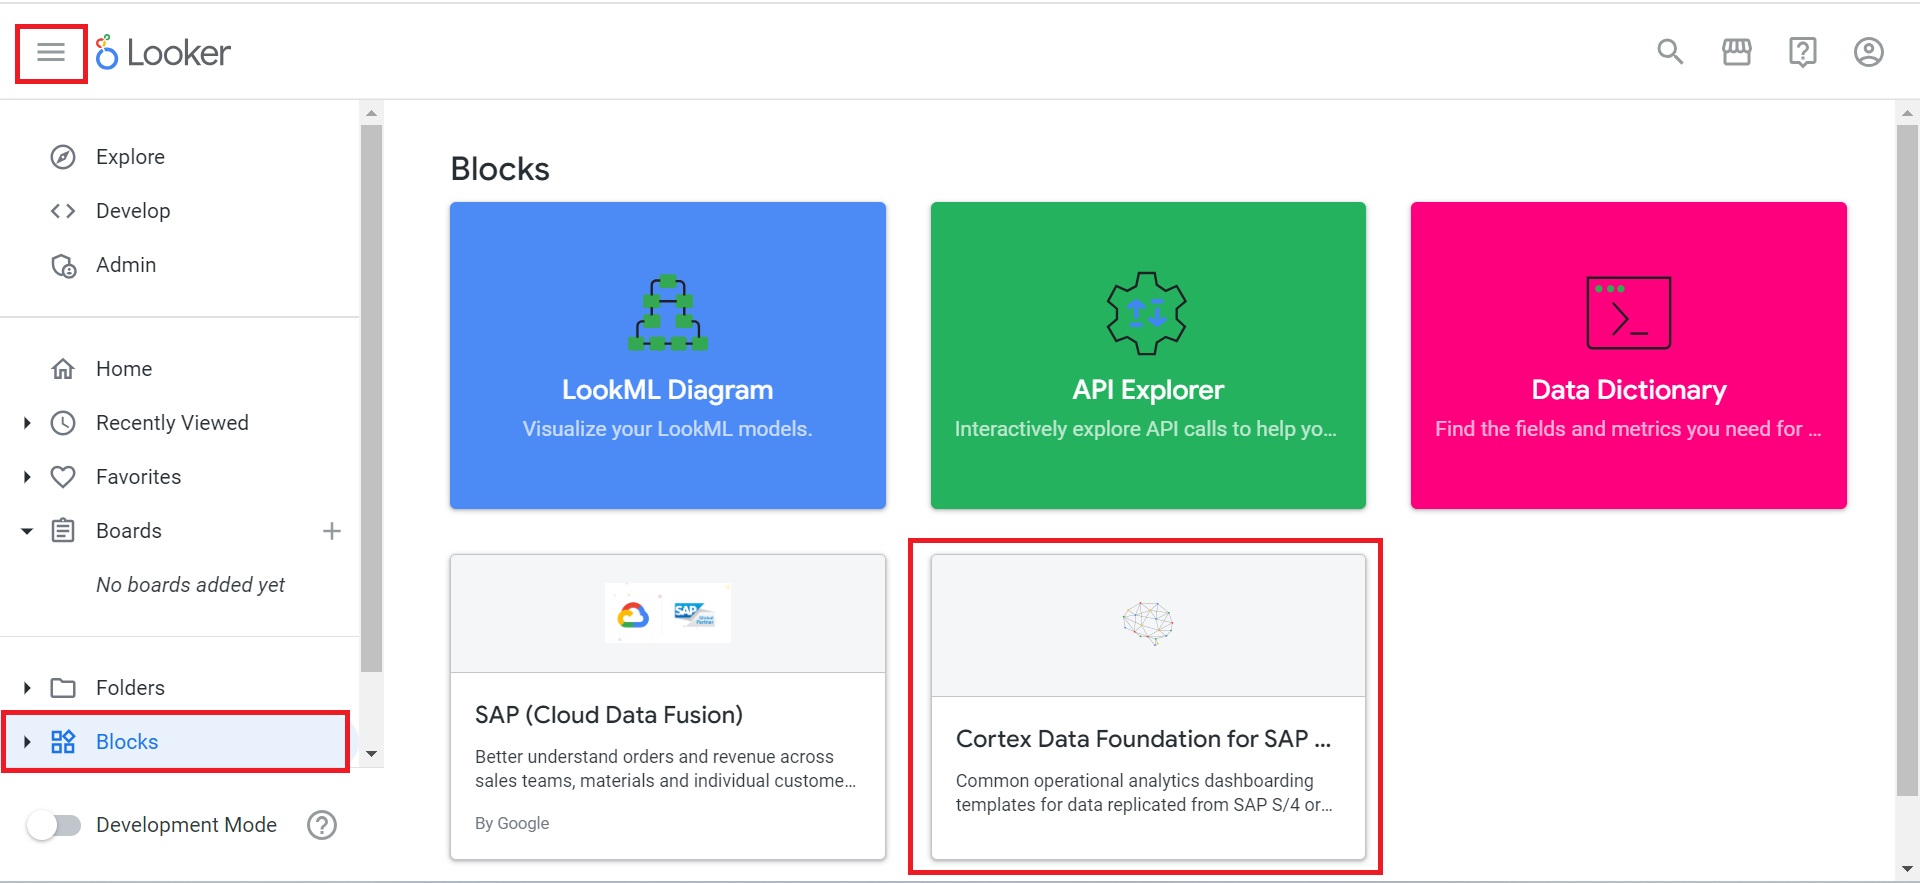 Looker
Explore
Develop
Admin
Home
Recently Viewed
Favorites
Boards
No boards added yet
Folders
Blocks
Development Mode
Blocks
LookML Diagram
Visualize your LookML models.
API Explorer
Interactively explore API calls to help yo...
Data Dictionary
Find the fields and metrics you need for ...
SAP
Global
Partner
SAP (Cloud Data Fusion)
Better understand orders and revenue across
sales teams, materials and individual custome...
By Google
Cortex Data Foundation for SAP ...
Common operational analytics dashboarding
templates for data replicated from SAP S/4 or...